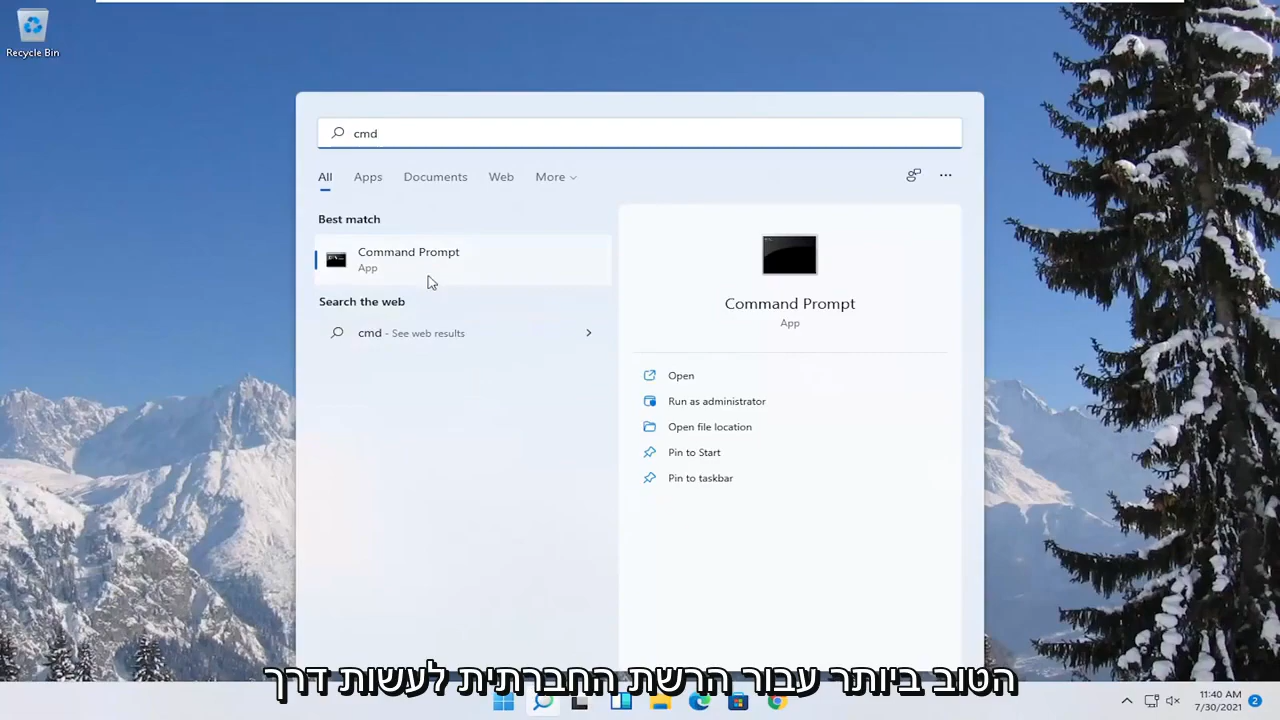 Recycle Bin
cmd
All Apps Documents Web More
Best match
Command Prompt
App
Search the web
cmd - See web results
Command Prompt
App
Open
Run as administrator
Open file location
Pin to Start
Pin to taskbar
הטוב ביותר עבור הרשת החברתית לעשות דרך
11:40 AM
7/30/2021
2